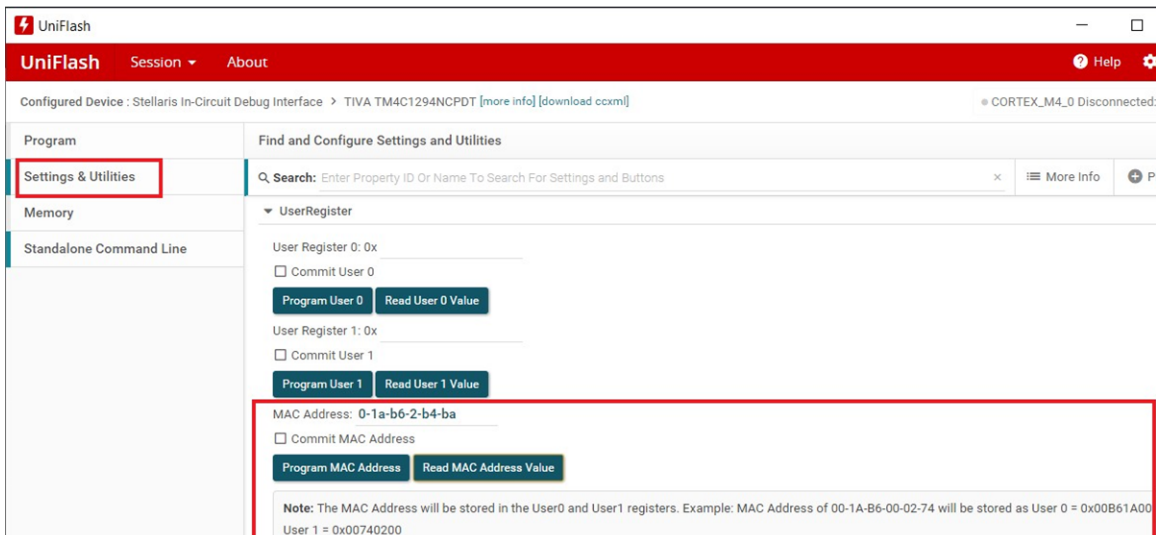 UniFlash
UniFlash Session About Help
Configured Device : Stellaris In-Circuit Debug Interface > TIVA TM4C1294NCPDT [more info] [download ccxml] CORTEX_M4_0 Disconnected:
Program
Settings & Utilities
Memory
Standalone Command Line
Find and Configure Settings and Utilities
Search: Enter Property ID Or Name To Search For Settings and Buttons × More Info P
UserRegister
User Register 0: 0x
Commit User 0
Program User 0 Read User 0 Value
User Register 1: 0x
Commit User 1
Program User 1 Read User 1 Value
MAC Address: 0-1a-b6-2-b4-ba
Commit MAC Address
Program MAC Address Read MAC Address Value
Note: The MAC Address will be stored in the User0 and User1 registers. Example: MAC Address of 00-1A-B6-00-02-74 will be stored as User 0 = 0x00B61A00
User 1 = 0x00740200